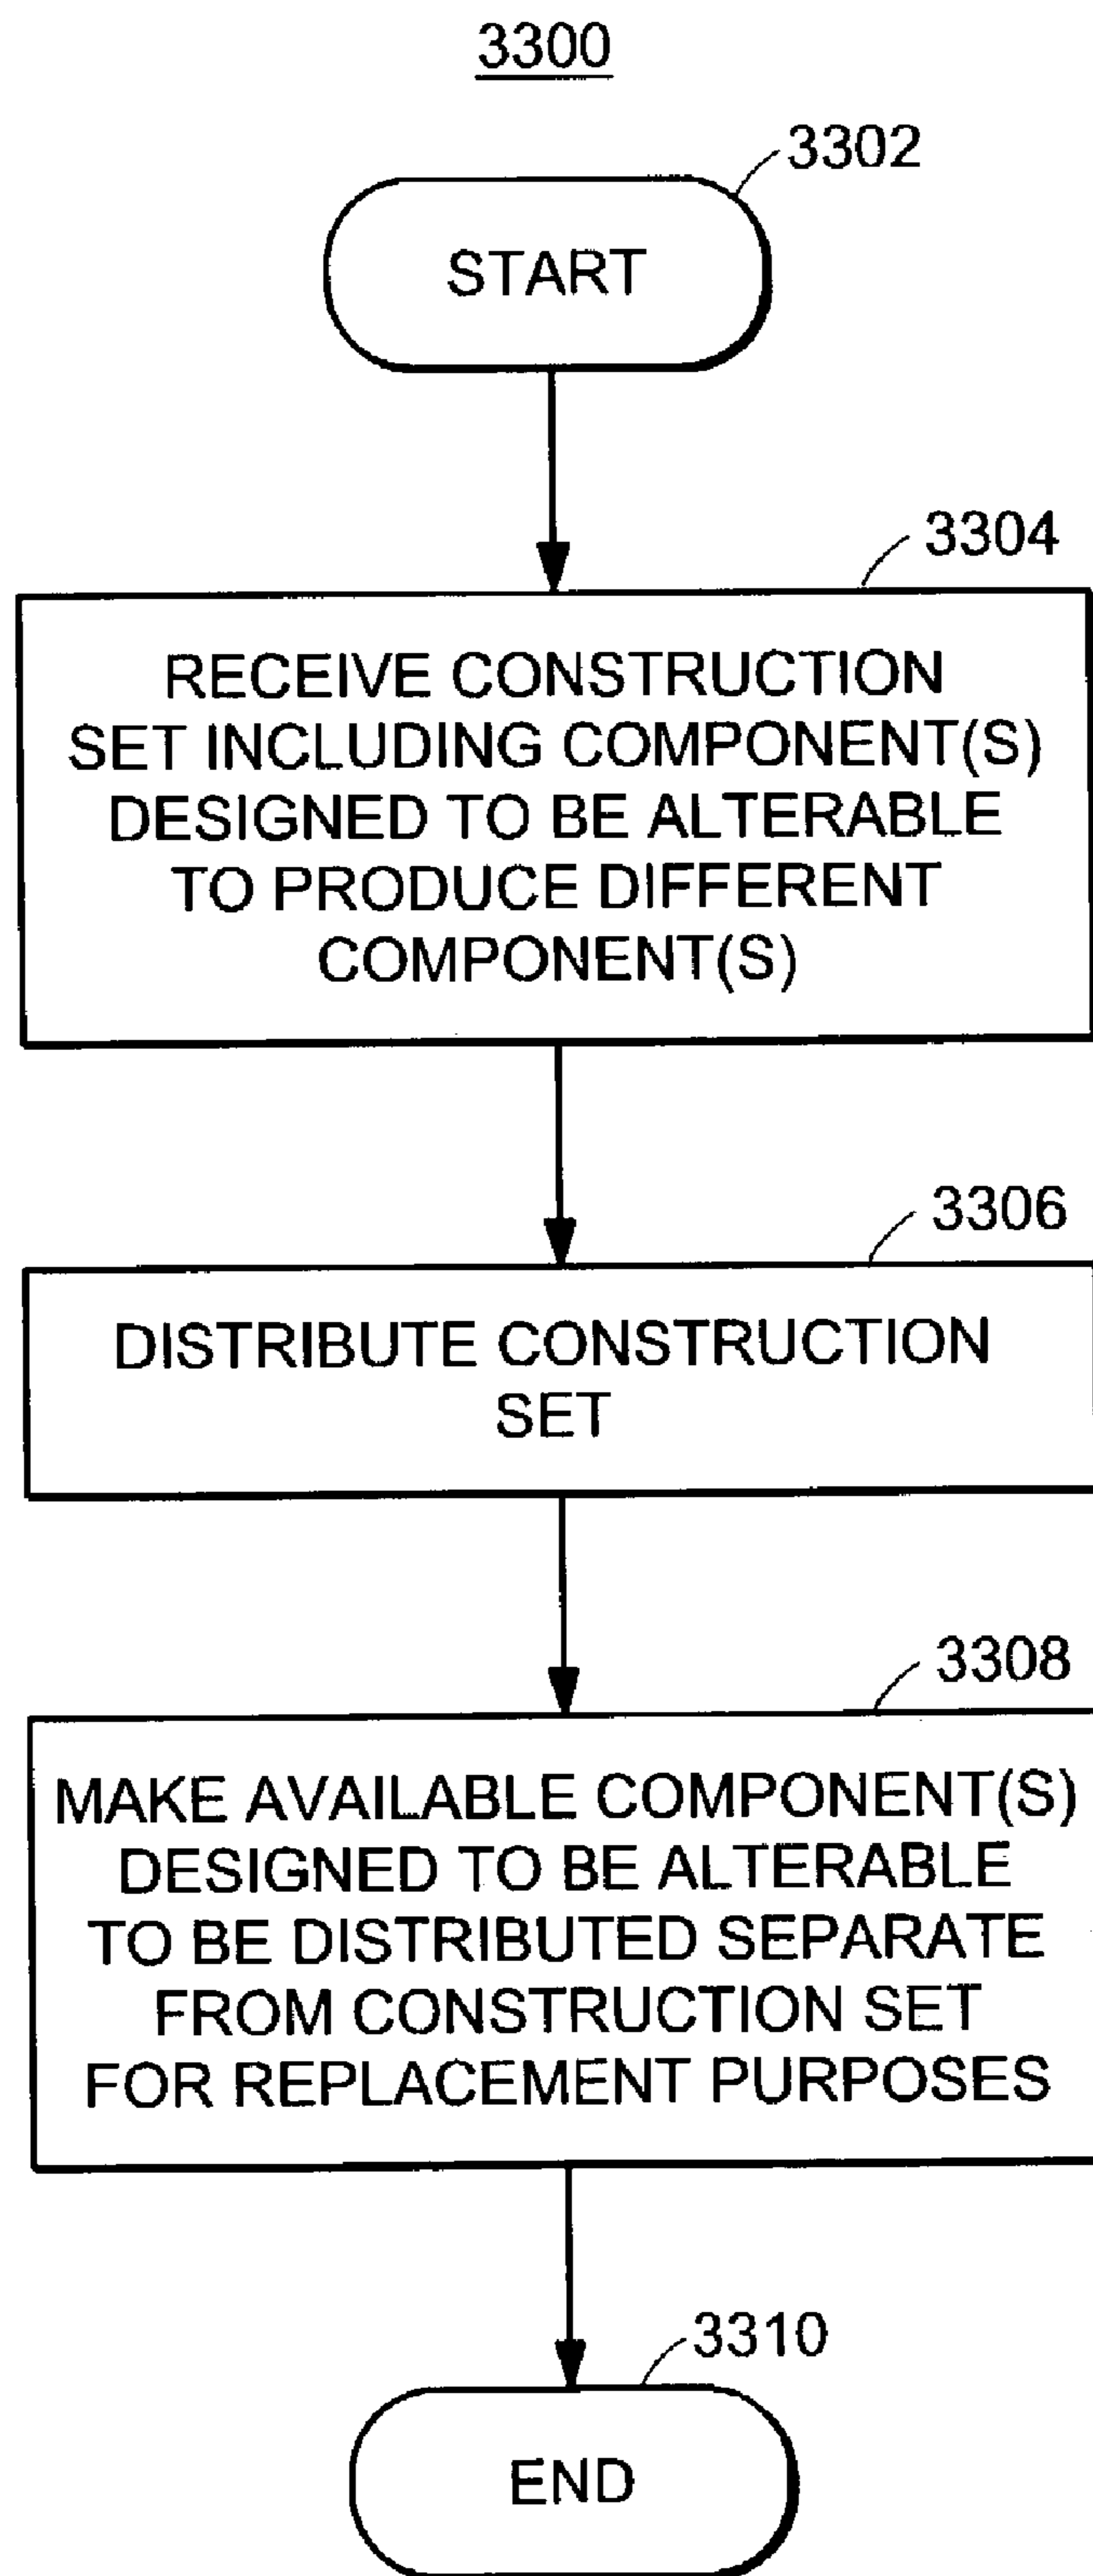 3300
3302
START
3304
RECEIVE CONSTRUCTION
SET INCLUDING COMPONENT(S)
DESIGNED TO BE ALTERABLE
TO PRODUCE DIFFERENT
COMPONENT(S)
3306
DISTRIBUTE CONSTRUCTION
SET
3308
MAKE AVAILABLE COMPONENT(S)
DESIGNED TO BE ALTERABLE
TO BE DISTRIBUTED SEPARATE
FROM CONSTRUCTION SET
FOR REPLACEMENT PURPOSES
3310
END